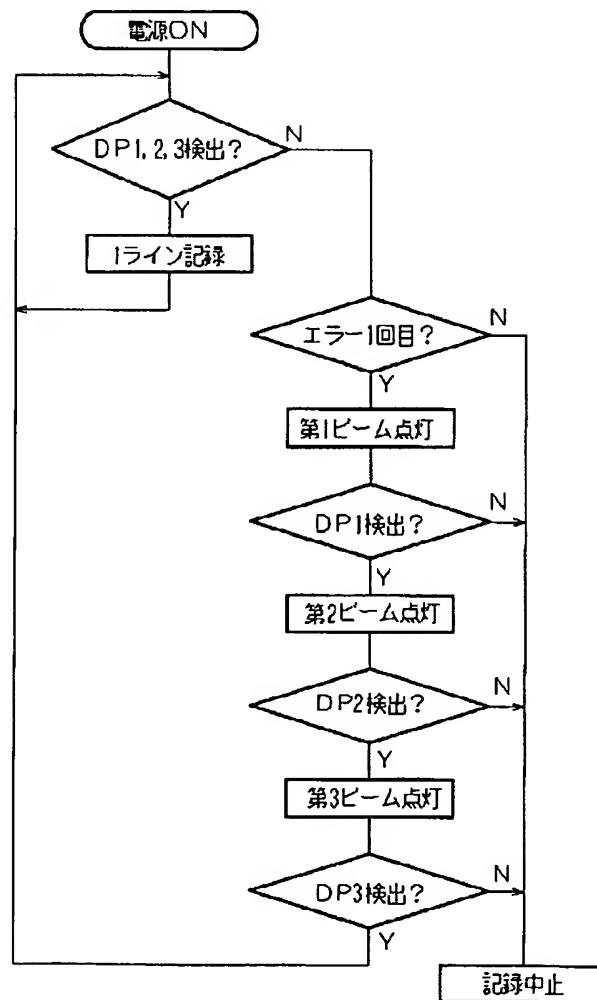 電源ON
DP1,2,3検出?
N
Y
1ライン記録
エラー1回目?
N
Y
第1ビーム点灯
DP1検出?
N
Y
第2ビーム点灯
DP2検出?
N
Y
第3ビーム点灯
DP3検出?
N
Y
記録中止